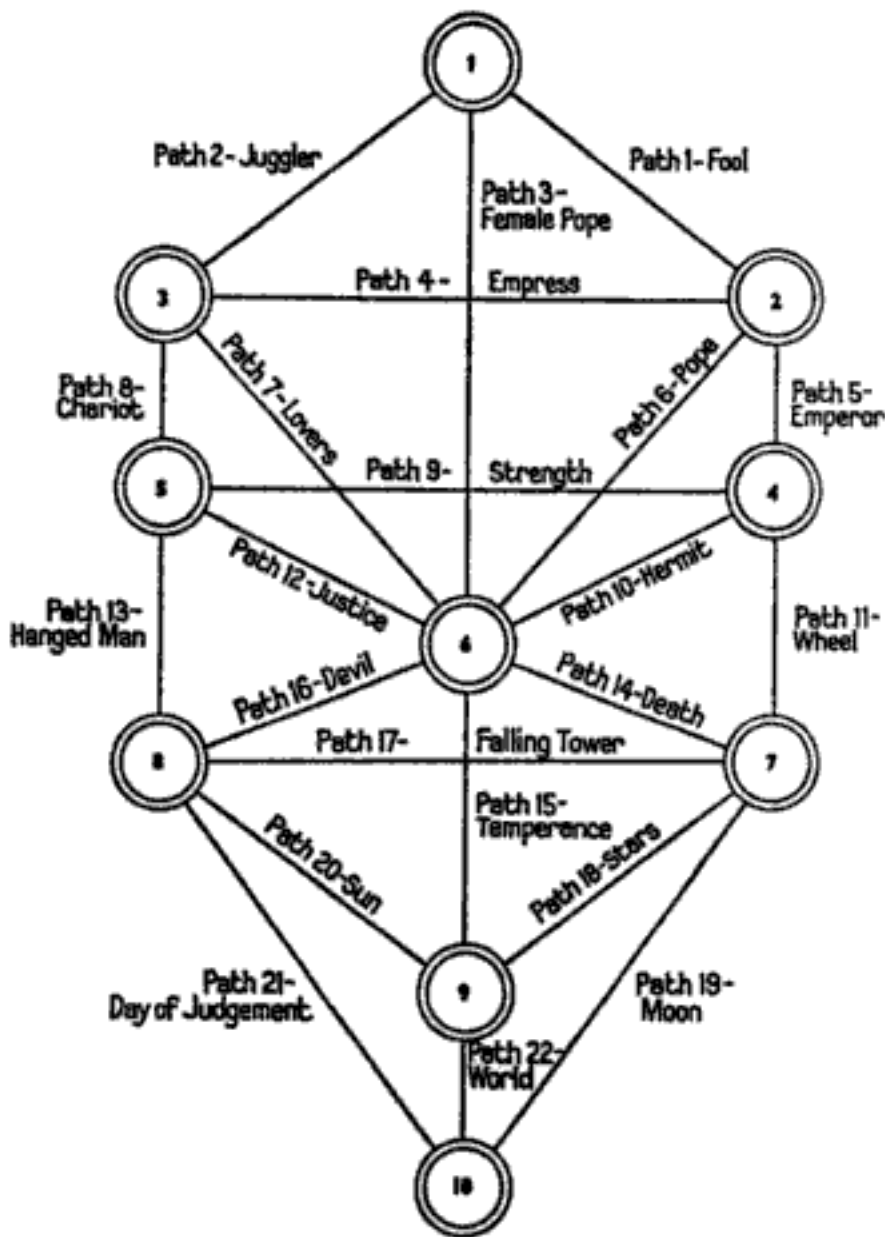 1
Path 2-Juggler
Path 1-Fool
Path 3-
Female Pope
3
Path 4-
Empress
2
Path 8-
Chariot
Path 7-Lovers
Path 6-Pope
Path 5-
Emperor
5
Path 9-
Strength
4
Path 12-Justice
Path 10-Hermit
Path 13-
Hanged Man
6
Path 11-
Wheel
Path 16-Devil
Path 14-Death
8
Path 17-
Falling Tower
7
Path 15-
Temperance
Path 20-Sun
Path 18-Stars
Path 21-
Day of Judgement
9
Path 19-
Moon
Path 22-
World
10